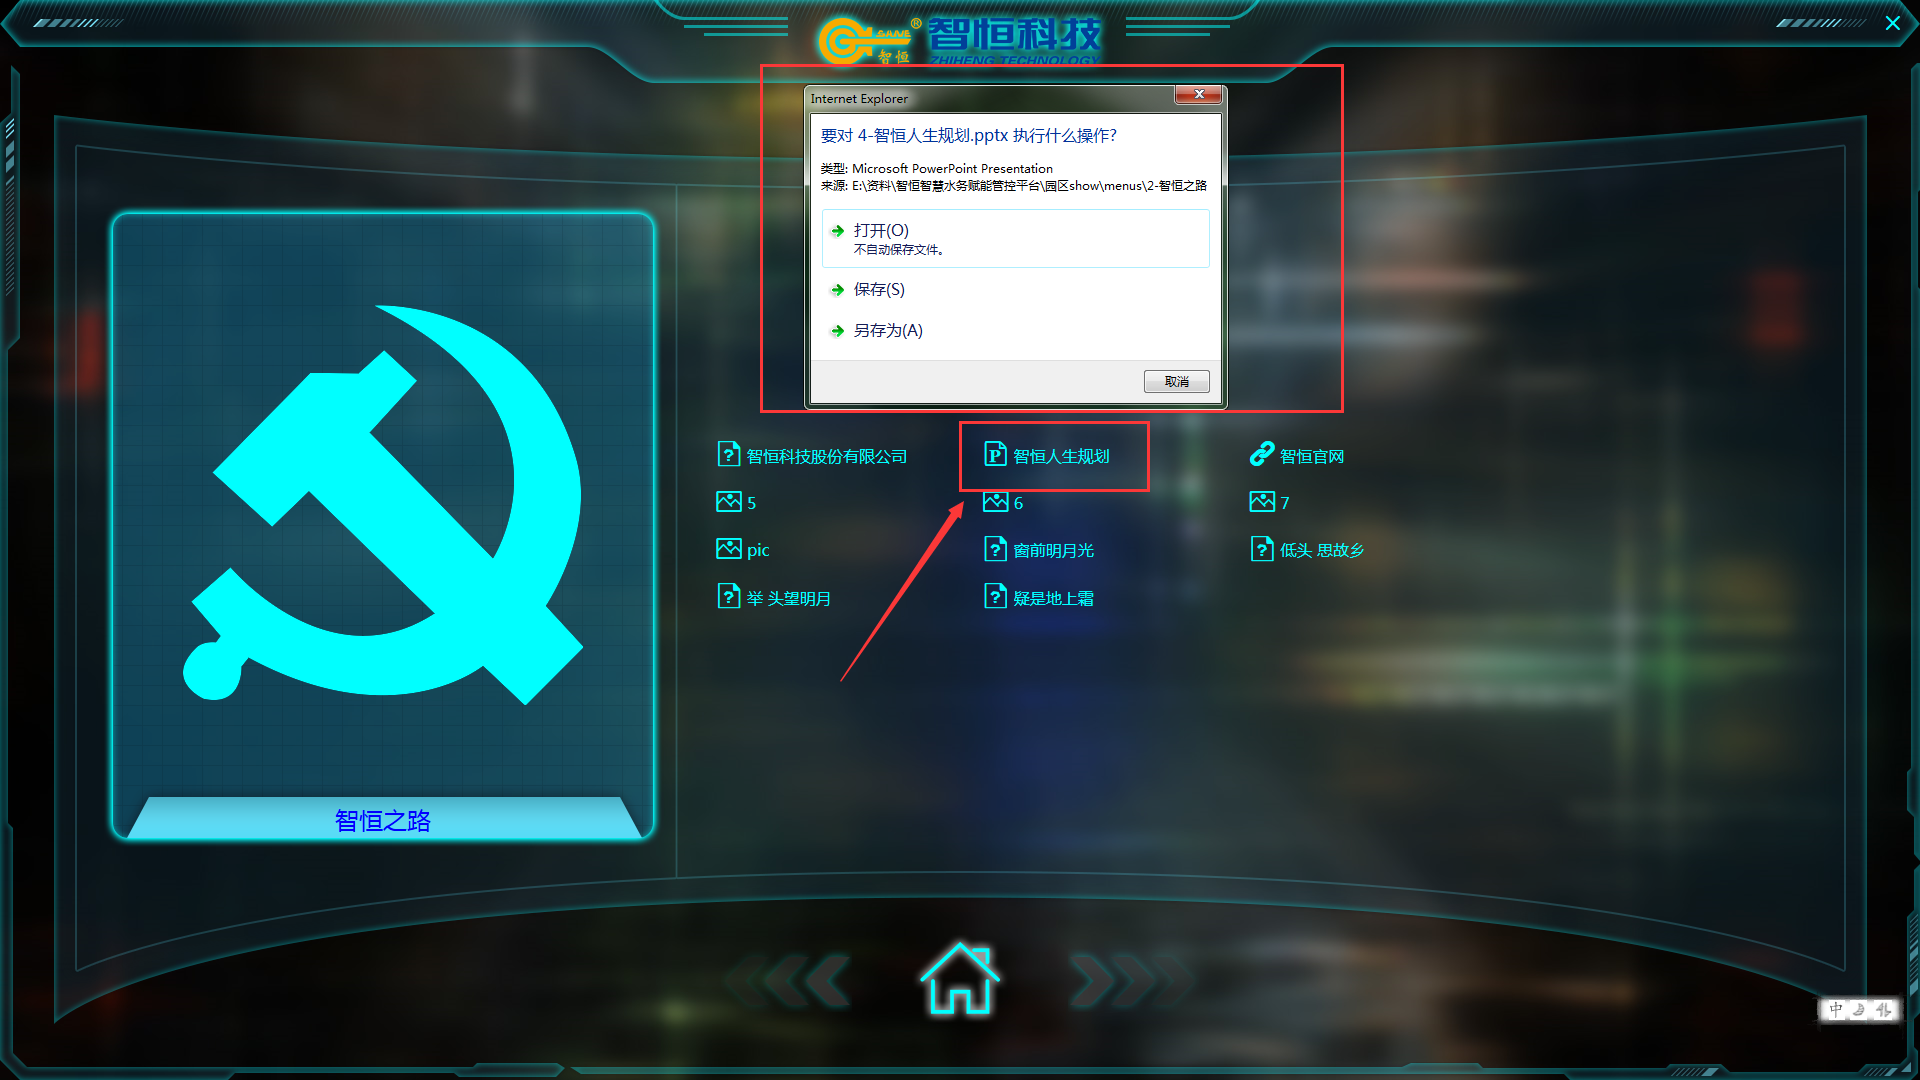 SAIVE®
智恒
智恒科技
ZHIHENG TECHNOLOGY
Internet Explorer
要对 4-智恒人生规划.pptx 执行什么操作?
类型: Microsoft PowerPoint Presentation
来源: E:\资料\智恒智慧水务赋能管控平台\园区show\menus\2-智恒之路
打开(O)
不自动保存文件。
保存(S)
另存为(A)
取消
智恒科技股份有限公司
智恒人生规划
智恒官网
5
6
7
pic
窗前明月光
低头 思故乡
举 头望明月
疑是地上霜
智恒之路
中